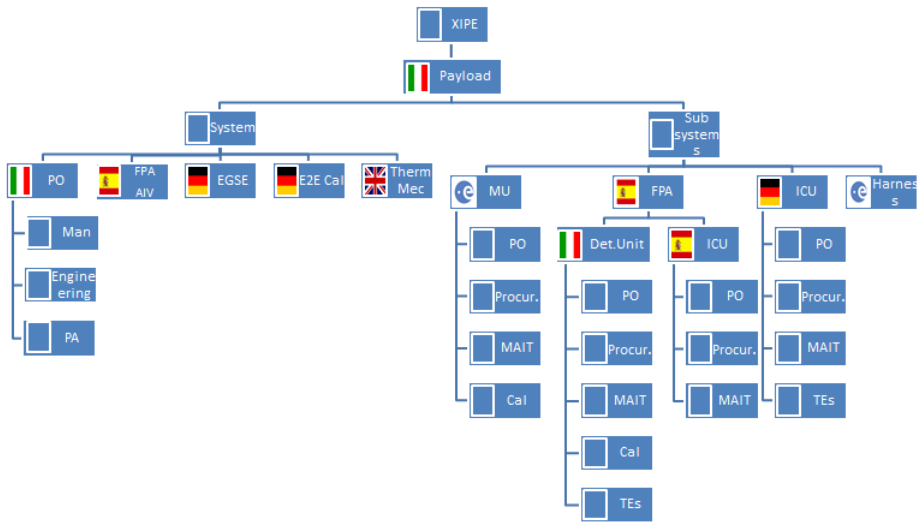 XIPE
Payload
System
Sub
system
s
PO
FPA
AIV
EGSE
E2E Cal
Therm
Mec
MU
FPA
ICU
Harnes
s
Man
Engine
ering
PA
PO
Procur.
MAIT
Cal
Det.Unit
PO
Procur.
MAIT
Cal
TEs
ICU
PO
Procur.
MAIT
PO
Procur.
MAIT
TEs